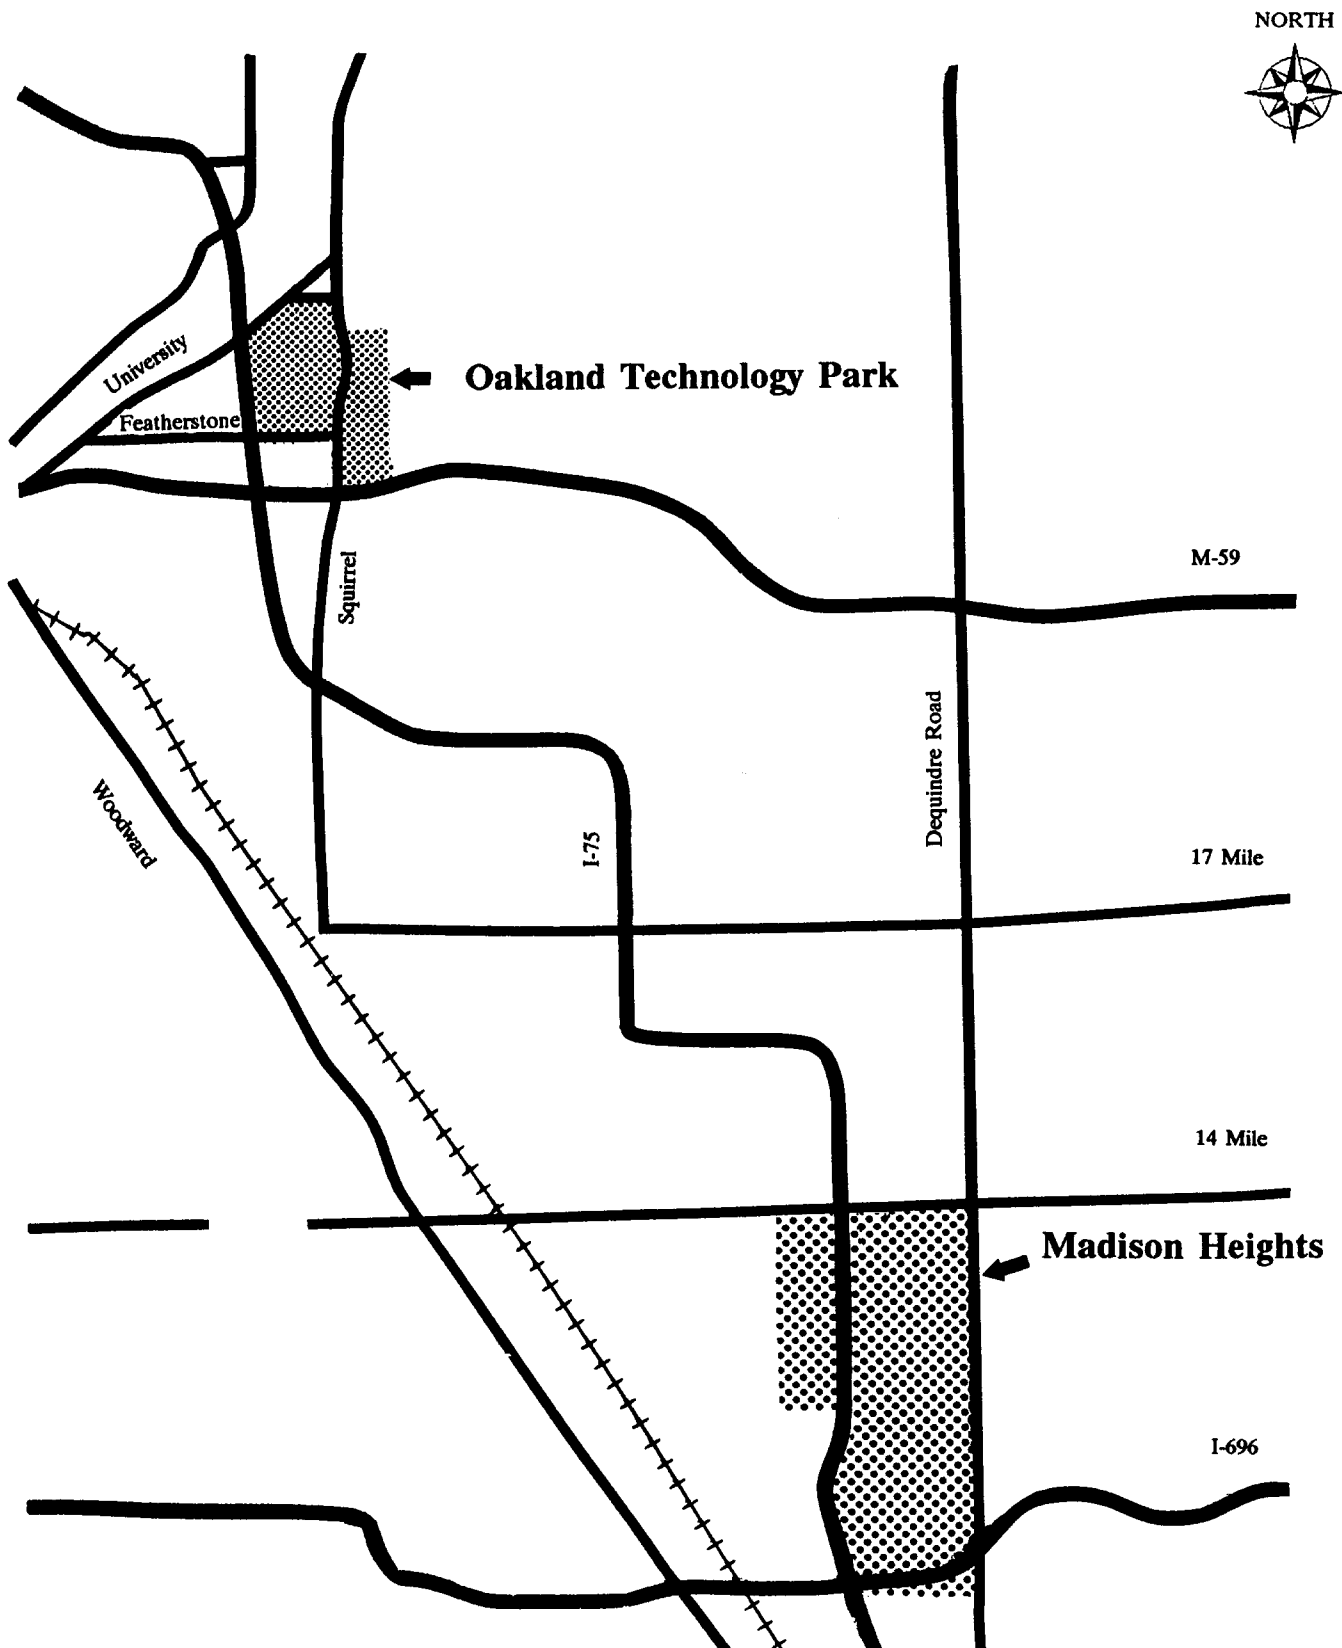 NORTH
University
Oakland Technology Park
Featherstone
M-59
Squirrel
Dequindre Road
Woodward
I-75
17 Mile
14 Mile
Madison Heights
I-696